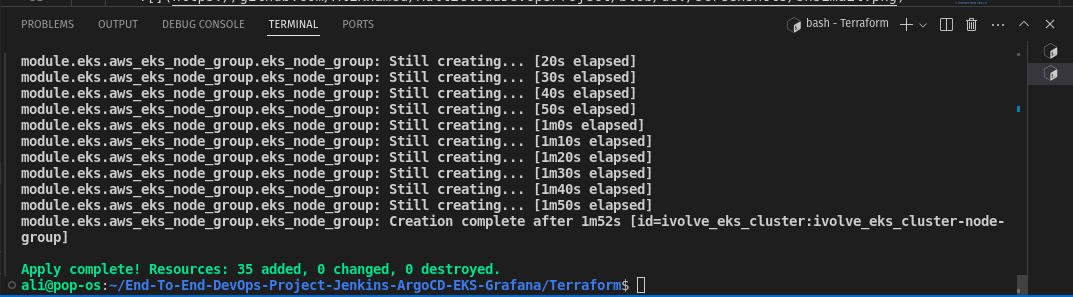 PROBLEMS OUTPUT DEBUG CONSOLE TERMINAL PORTS bash - Terraform
module.eks.aws_eks_node_group.eks_node_group: Still creating... [20s elapsed]
module.eks.aws_eks_node_group.eks_node_group: Still creating... [30s elapsed]
module.eks.aws_eks_node_group.eks_node_group: Still creating... [40s elapsed]
module.eks.aws_eks_node_group.eks_node_group: Still creating... [50s elapsed]
module.eks.aws_eks_node_group.eks_node_group: Still creating... [1m0s elapsed]
module.eks.aws_eks_node_group.eks_node_group: Still creating... [1m10s elapsed]
module.eks.aws_eks_node_group.eks_node_group: Still creating... [1m20s elapsed]
module.eks.aws_eks_node_group.eks_node_group: Still creating... [1m30s elapsed]
module.eks.aws_eks_node_group.eks_node_group: Still creating... [1m40s elapsed]
module.eks.aws_eks_node_group.eks_node_group: Still creating... [1m50s elapsed]
module.eks.aws_eks_node_group.eks_node_group: Creation complete after 1m52s [id=ivolve_eks_cluster:ivolve_eks_cluster-node-
group]
Apply complete! Resources: 35 added, 0 changed, 0 destroyed.
ali@pop-os:~/End-To-End-DevOps-Project-Jenkins-ArgoCD-EKS-Grafana/Terraform$